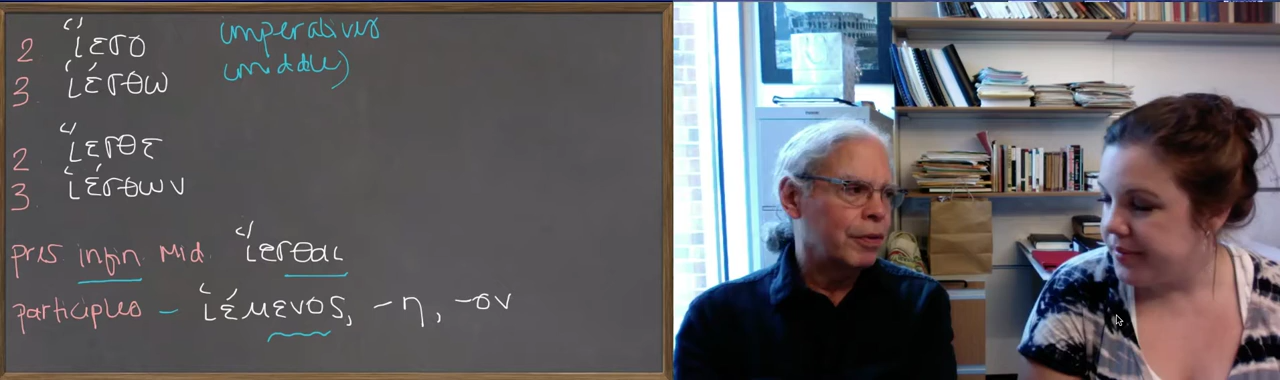 2. ἵεσο imperatives
3. ἱέσθω (middle)
2. ἵεσθε
3. ἱέσθων
pres infin. Mid. ἵεσθαι
participles – ἱέμενος, -η, -ον